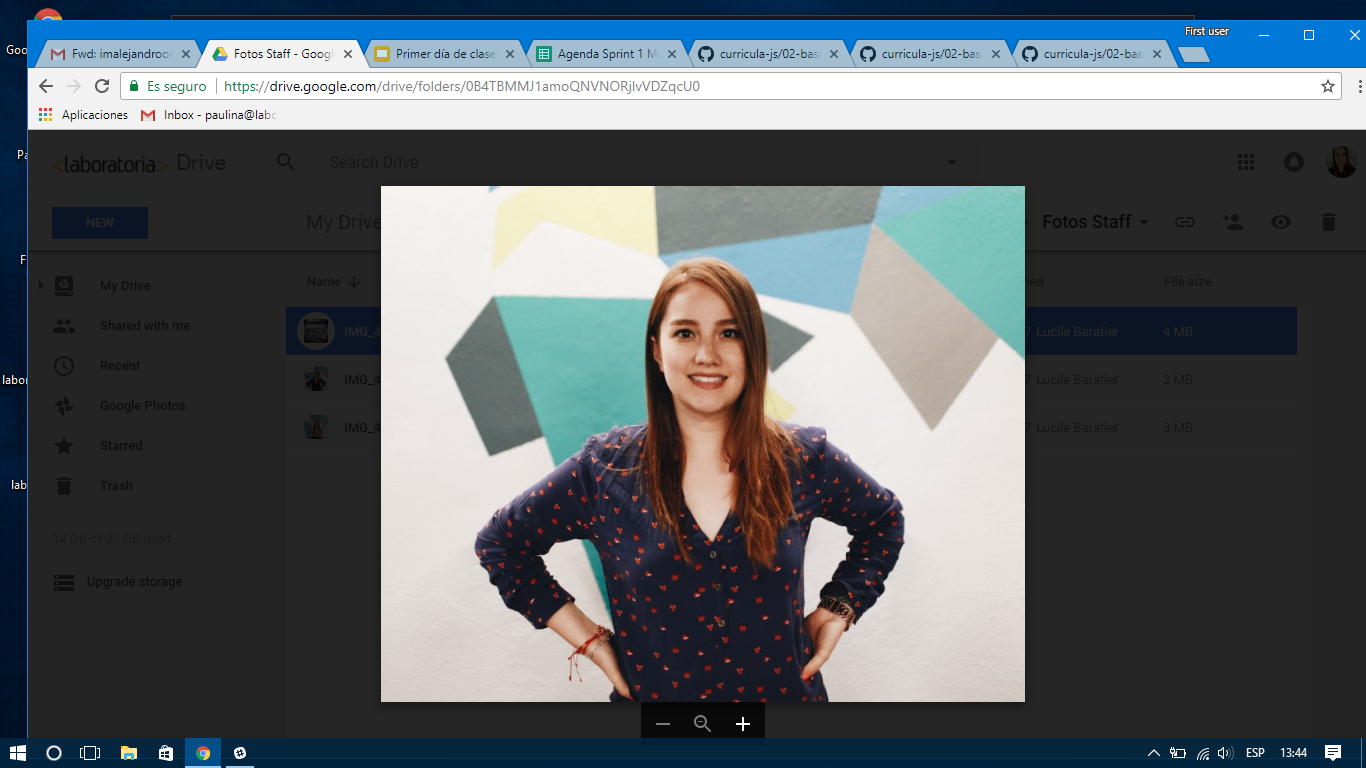 First user
Goo
Fwd: imalejandroo@
Fotos Staff - Googl
Primer día de clase
Agenda Sprint 1 M
curricula-js/02-bas
curricula-js/02-bas
curricula-js/02-bas
Es seguro
https://drive.google.com/drive/folders/0B4TBMMJ1amoQNVNORjlvVDZqcU0
Aplicaciones
Inbox - paulina@labo
Pa
<laboratoria> Drive
Search Drive
NEW
My Drive
Fotos Staff
F
My Drive
Name
ed
File size
Shared with me
IMG_4
7 Lucile Baratier
4 MB
Recent
labor
IMG_4
7 Lucile Baratier
2 MB
Google Photos
IMG_4
7 Lucile Baratier
3 MB
Starred
lab
Trash
14 GB of 30 GB used
Upgrade storage
ESP
13:44